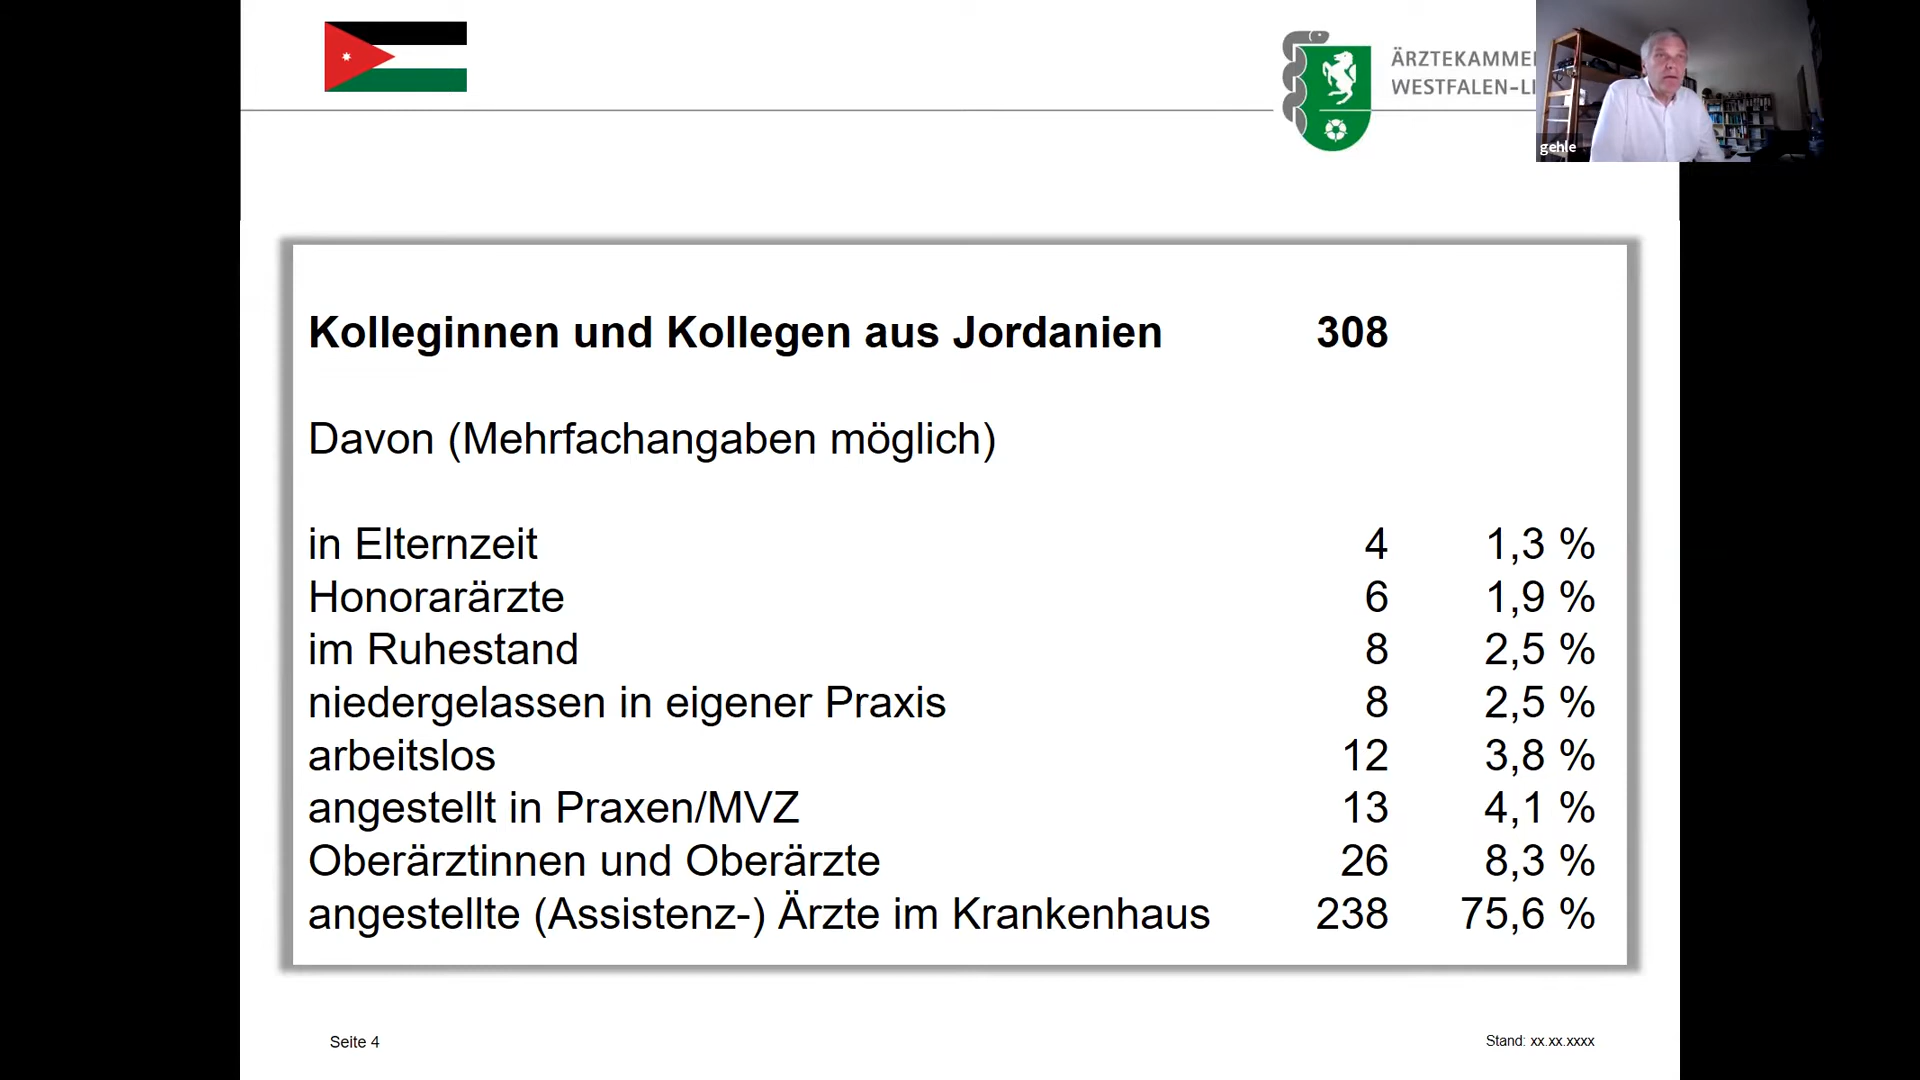 ÄRZTEKAMMER
WESTFALEN-LI
gehle
Kolleginnen und Kollegen aus Jordanien 308
Davon (Mehrfachangaben möglich)
in Elternzeit 4 1,3 %
Honorarärzte 6 1,9 %
im Ruhestand 8 2,5 %
niedergelassen in eigener Praxis 8 2,5 %
arbeitslos 12 3,8 %
angestellt in Praxen/MVZ 13 4,1 %
Oberärztinnen und Oberärzte 26 8,3 %
angestellte (Assistenz-) Ärzte im Krankenhaus 238 75,6 %
Seite 4 Stand: xx.xx.xxxx